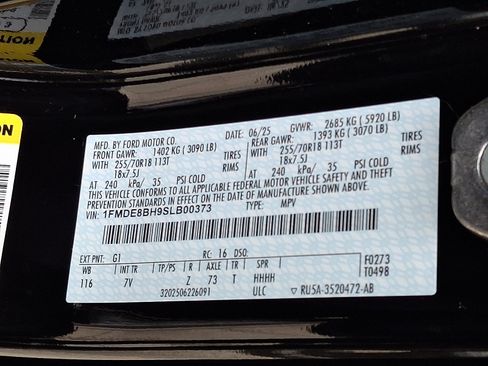 MFD. BY FORD MOTOR CO.
DATE: 06/25 GVWR: 2685 KG ( 5920 LB)
FRONT GAWR: 1402 KG ( 3090 LB) REAR GAWR: 1393 KG ( 3070 LB)
WITH 255/70R18 113T TIRES WITH 255/70R18 113T TIRES
18x7.5J RIMS 18x7.5J RIMS
AT 240 kPa/ 35 PSI COLD AT 240 kPa/ 35 PSI COLD
THIS VEHICLE CONFORMS TO ALL APPLICABLE FEDERAL MOTOR VEHICLE SAFETY AND THEFT
PREVENTION STANDARDS IN EFFECT ON THE DATE OF MANUFACTURE SHOWN ABOVE.
VIN: 1FMDE8BH9SLB00373 TYPE: MPV
EXT PNT: G1 RC: 16 DSO: F0273
WB INT TR TP/PS R AXLE TR SPR T0498
116 7V Z 73 T HHHH
3202506226091 ULC RU5A-3520472-AB
ON